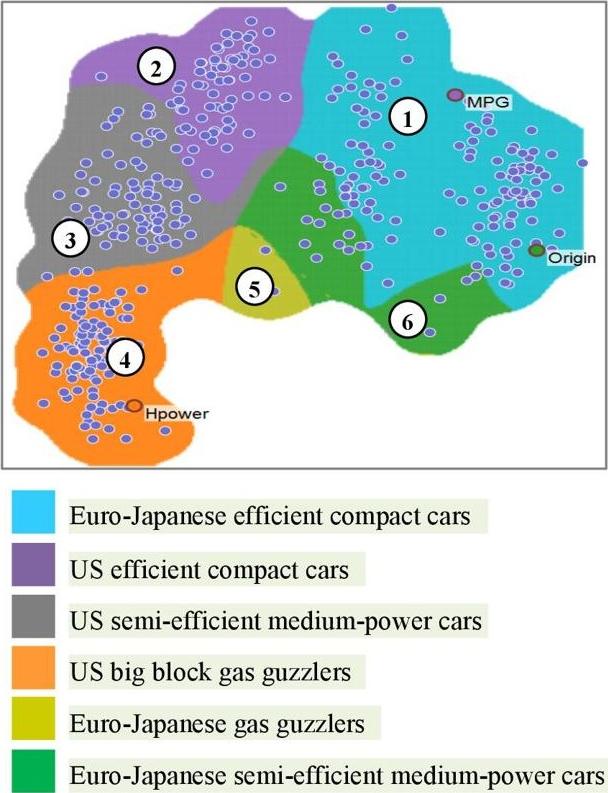 2
1
MPG
3
Origin
5
6
4
Hpower
Euro-Japanese efficient compact cars
US efficient compact cars
US semi-efficient medium-power cars
US big block gas guzzlers
Euro-Japanese gas guzzlers
Euro-Japanese semi-efficient medium-power cars